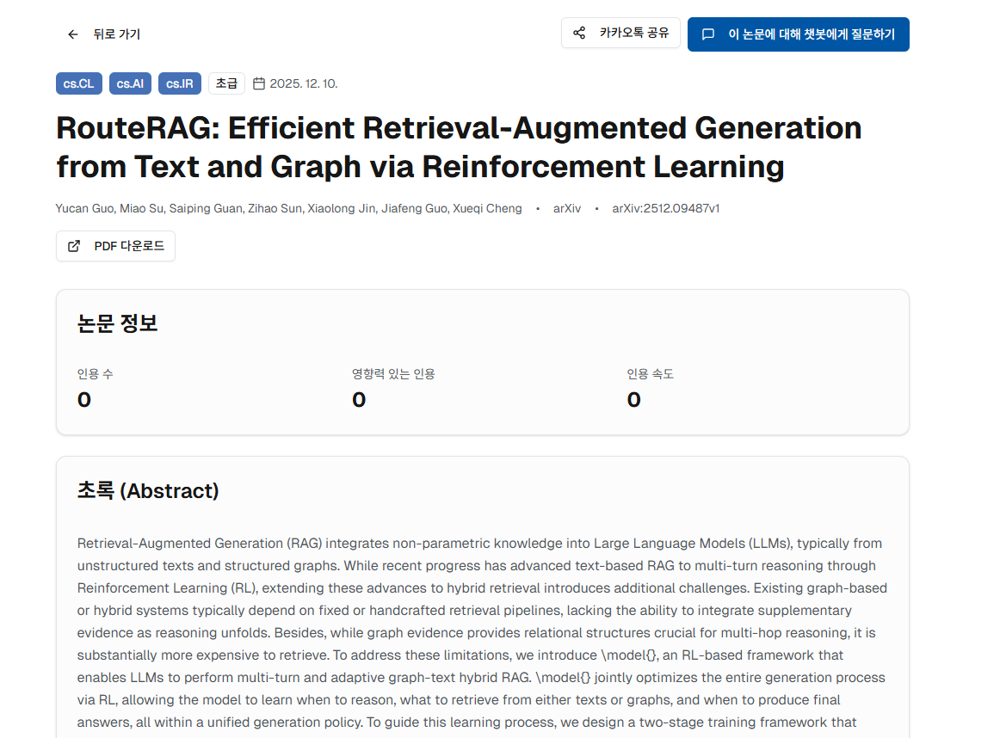 뒤로 가기
카카오톡 공유
이 논문에 대해 챗봇에게 질문하기
cs.CL cs.AI cs.IR 초급 2025. 12. 10.
RouteRAG: Efficient Retrieval-Augmented Generation
from Text and Graph via Reinforcement Learning
Yucan Guo, Miao Su, Saiping Guan, Zihao Sun, Xiaolong Jin, Jiafeng Guo, Xueqi Cheng • arXiv • arXiv:2512.09487v1
PDF 다운로드
논문 정보
인용 수 영향력 있는 인용 인용 속도
0 0 0
초록 (Abstract)
Retrieval-Augmented Generation (RAG) integrates non-parametric knowledge into Large Language Models (LLMs), typically from
unstructured texts and structured graphs. While recent progress has advanced text-based RAG to multi-turn reasoning through
Reinforcement Learning (RL), extending these advances to hybrid retrieval introduces additional challenges. Existing graph-based
or hybrid systems typically depend on fixed or handcrafted retrieval pipelines, lacking the ability to integrate supplementary
evidence as reasoning unfolds. Besides, while graph evidence provides relational structures crucial for multi-hop reasoning, it is
substantially more expensive to retrieve. To address these limitations, we introduce \model{}, an RL-based framework that
enables LLMs to perform multi-turn and adaptive graph-text hybrid RAG. \model{} jointly optimizes the entire generation process
via RL, allowing the model to learn when to reason, what to retrieve from either texts or graphs, and when to produce final
answers, all within a unified generation policy. To guide this learning process, we design a two-stage training framework that